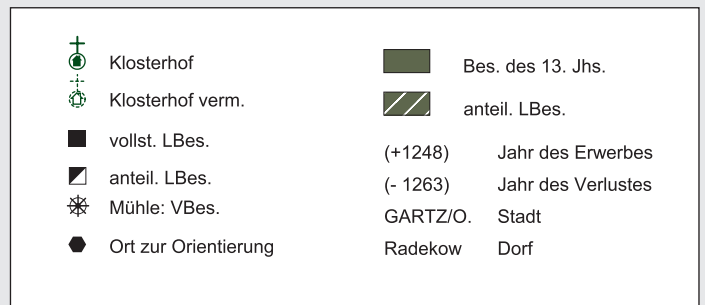 Klosterhof
Klosterhof verm.
vollst. LBes.
anteil. LBes.
Mühle: VBes.
Ort zur Orientierung
Bes. des 13. Jhs.
anteil. LBes.
(+1248) Jahr des Erwerbes
(- 1263) Jahr des Verlustes
GARTZ/O. Stadt
Radekow Dorf